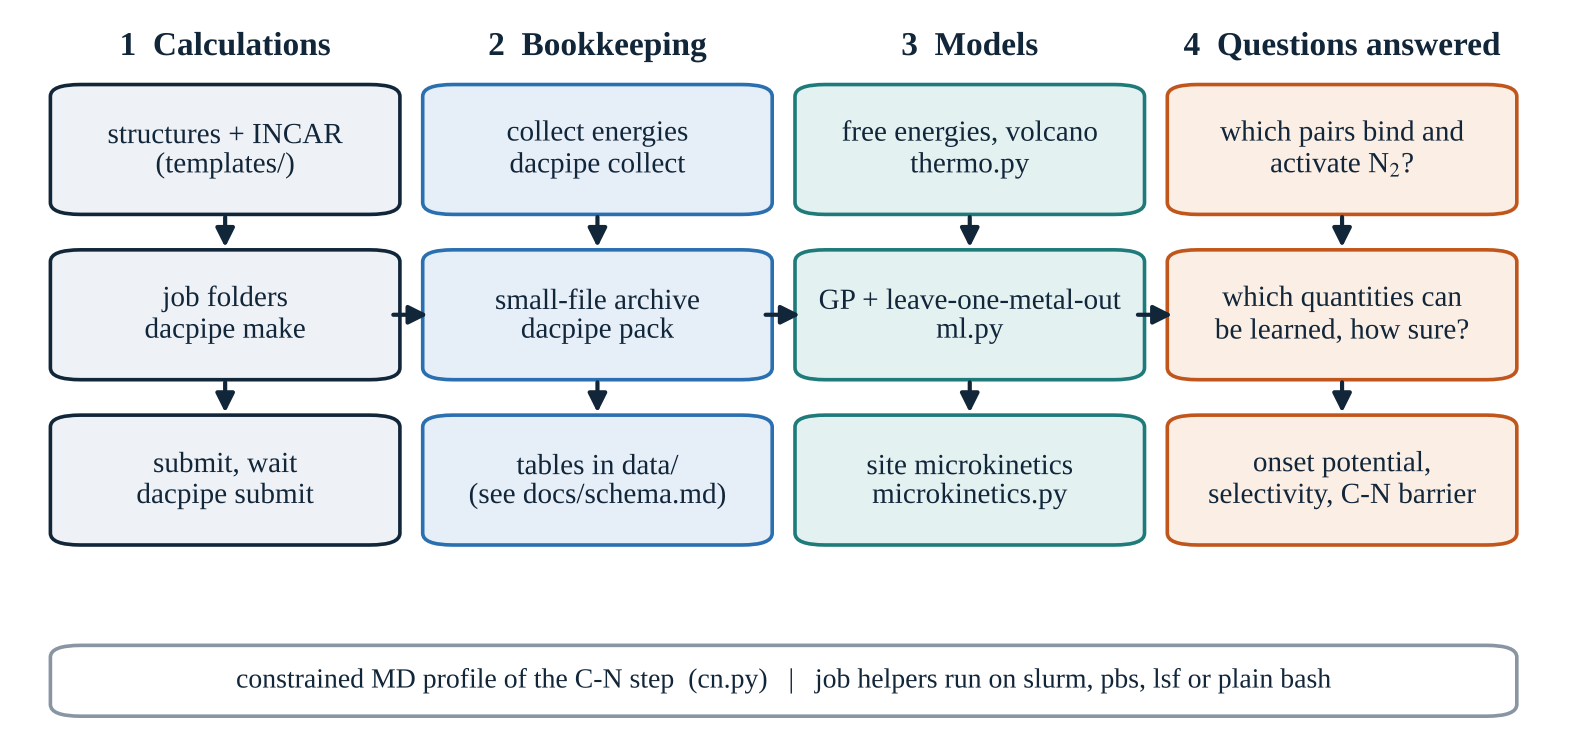 1 Calculations
structures + INCAR
(templates/)
job folders
dacpipe make
submit, wait
dacpipe submit
2 Bookkeeping
collect energies
dacpipe collect
small-file archive
dacpipe pack
tables in data/
(see docs/schema.md)
3 Models
free energies, volcano
thermo.py
GP + leave-one-metal-out
ml.py
site microkinetics
microkinetics.py
4 Questions answered
which pairs bind and
activate N₂?
which quantities can
be learned, how sure?
onset potential,
selectivity, C-N barrier
constrained MD profile of the C-N step (cn.py) | job helpers run on slurm, pbs, lsf or plain bash